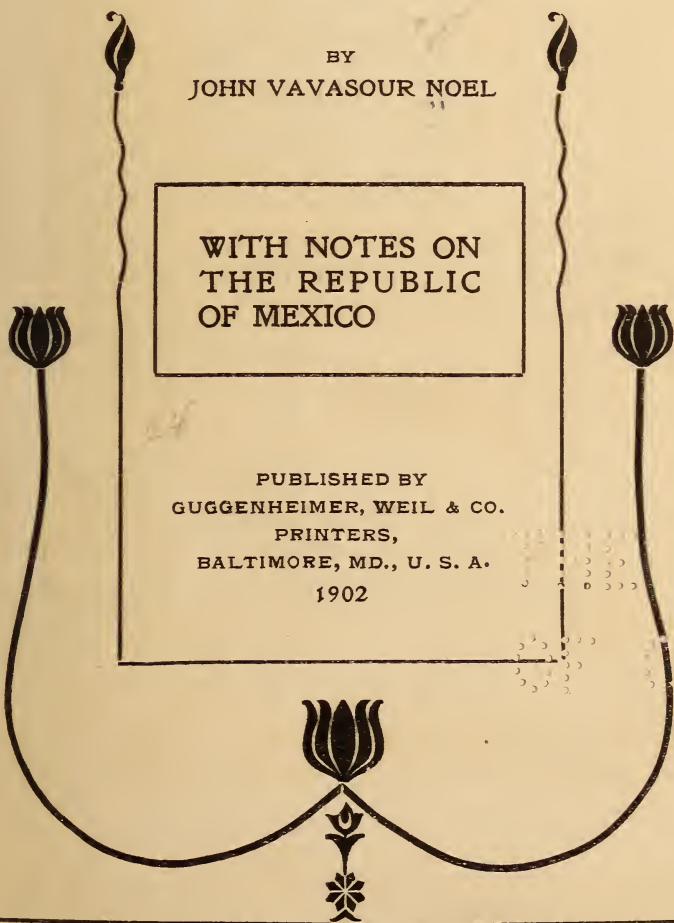 BY
JOHN VAVASOUR NOEL
WITH NOTES ON
THE REPUBLIC
OF MEXICO
PUBLISHED BY
GUGGENHEIMER, WEIL & CO.
PRINTERS,
BALTIMORE, MD., U. S. A.
1902